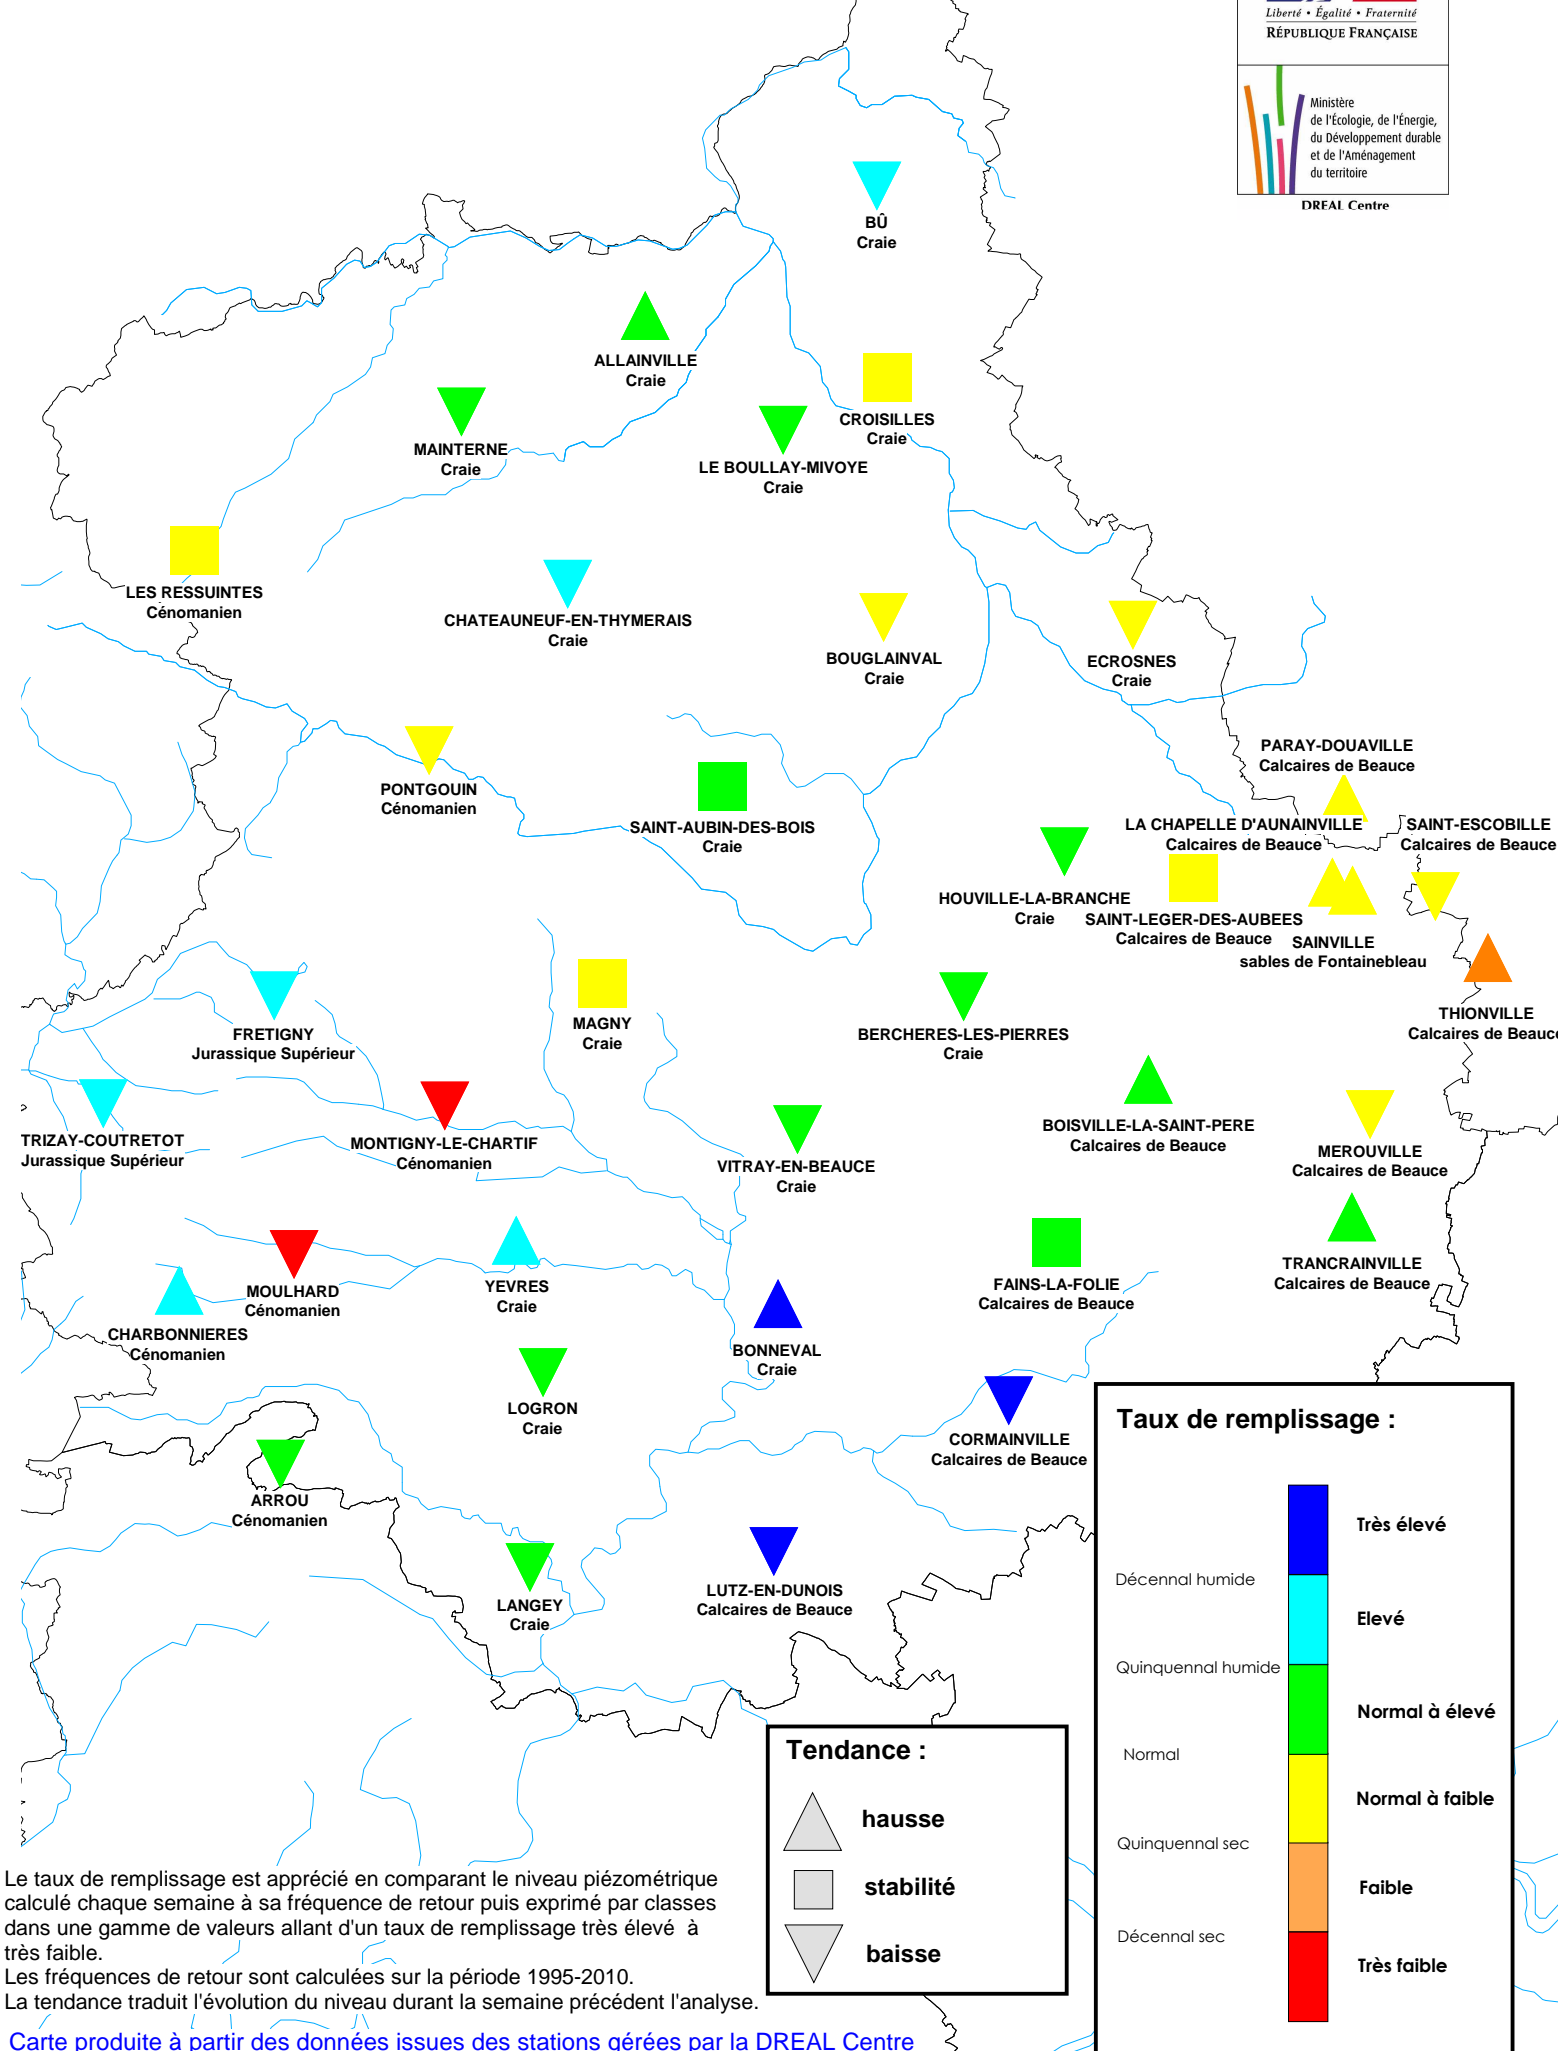 Liberté • Égalité • Fraternité
RÉPUBLIQUE FRANÇAISE
Ministère
de l'Écologie, de l'Énergie,
du Développement durable
et de l'Aménagement
du territoire
DREAL Centre
BÛ
Craie
ALLAINVILLE
Craie
CROISILLES
Craie
MAINTERNE
Craie
LE BOULLAY-MIVOYE
Craie
LES RESSUINTES
Cénomanien
CHATEAUNEUF-EN-THYMERAIS
Craie
BOUGLAINVAL
Craie
ECROSNES
Craie
PARAY-DOUAVILLE
Calcaires de Beauce
PONTGOUIN
Cénomanien
SAINT-AUBIN-DES-BOIS
Craie
LA CHAPELLE D'AUNAINVILLE
Calcaires de Beauce
SAINT-ESCOBILLE
Calcaires de Beauce
HOUVILLE-LA-BRANCHE
Craie
SAINT-LEGER-DES-AUBEES
Calcaires de Beauce
SAINVILLE
sables de Fontainebleau
THIONVILLE
Calcaires de Beauce
FRETIGNY
Jurassique Supérieur
MAGNY
Craie
BERCHERES-LES-PIERRES
Craie
TRIZAY-COUTRETOT
Jurassique Supérieur
MONTIGNY-LE-CHARTIF
Cénomanien
VITRAY-EN-BEAUCE
Craie
BOISVILLE-LA-SAINT-PERE
Calcaires de Beauce
MEROUVILLE
Calcaires de Beauce
MOULHARD
Cénomanien
YEVRES
Craie
FAINS-LA-FOLIE
Calcaires de Beauce
TRANCRAINVILLE
Calcaires de Beauce
CHARBONNIERES
Cénomanien
BONNEVAL
Craie
LOGRON
Craie
CORMAINVILLE
Calcaires de Beauce
ARROU
Cénomanien
LANGEY
Craie
LUTZ-EN-DUNOIS
Calcaires de Beauce
Taux de remplissage :
Très élevé
Décennal humide
Elevé
Quinquennal humide
Normal à élevé
Normal
Normal à faible
Quinquennal sec
Faible
Décennal sec
Très faible
Tendance :
hausse
stabilité
baisse
Le taux de remplissage est apprécié en comparant le niveau piézométrique
calculé chaque semaine à sa fréquence de retour puis exprimé par classes
dans une gamme de valeurs allant d'un taux de remplissage très élevé à
très faible.
Les fréquences de retour sont calculées sur la période 1995-2010.
La tendance traduit l'évolution du niveau durant la semaine précédent l'analyse.
Carte produite à partir des données issues des stations gérées par la DREAL Centre